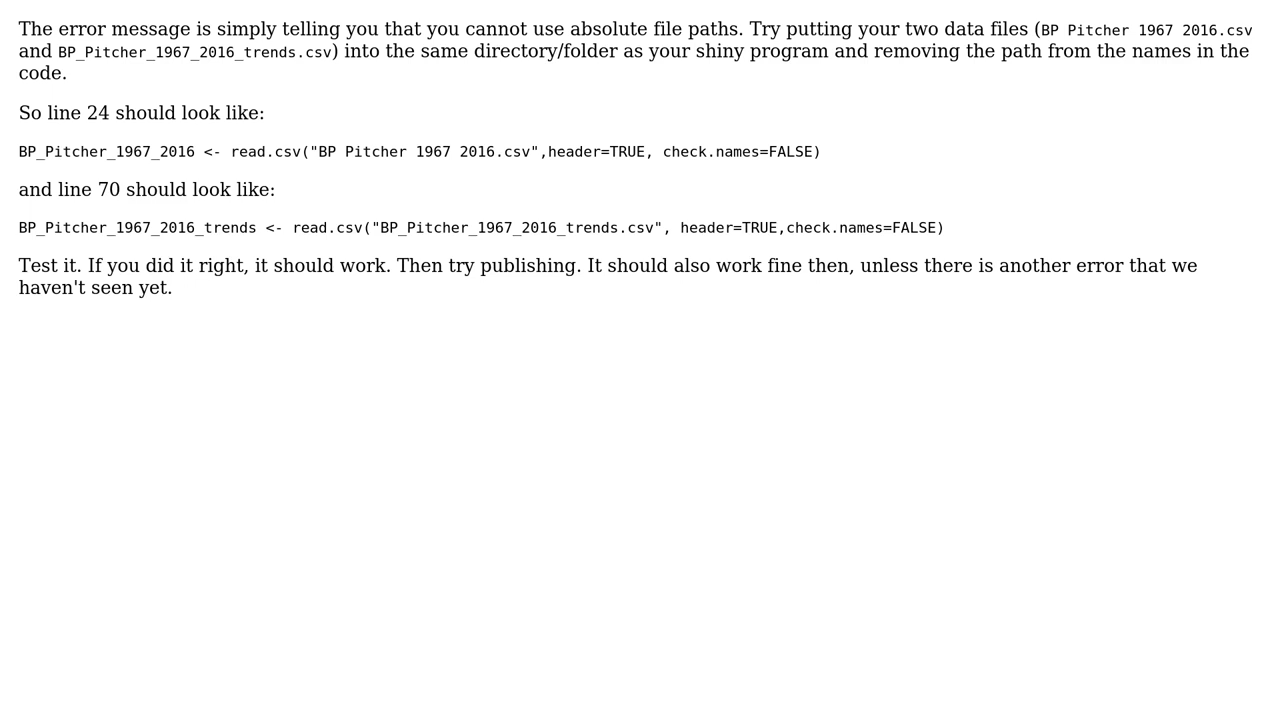 The error message is simply telling you that you cannot use absolute file paths. Try putting your two data files (BP Pitcher 1967 2016.csv
and BP_Pitcher_1967_2016_trends.csv) into the same directory/folder as your shiny program and removing the path from the names in the
code.
So line 24 should look like:
BP_Pitcher_1967_2016 <- read.csv("BP Pitcher 1967 2016.csv",header=TRUE, check.names=FALSE)
and line 70 should look like:
BP_Pitcher_1967_2016_trends <- read.csv("BP_Pitcher_1967_2016_trends.csv", header=TRUE,check.names=FALSE)
Test it. If you did it right, it should work. Then try publishing. It should also work fine then, unless there is another error that we
haven't seen yet.